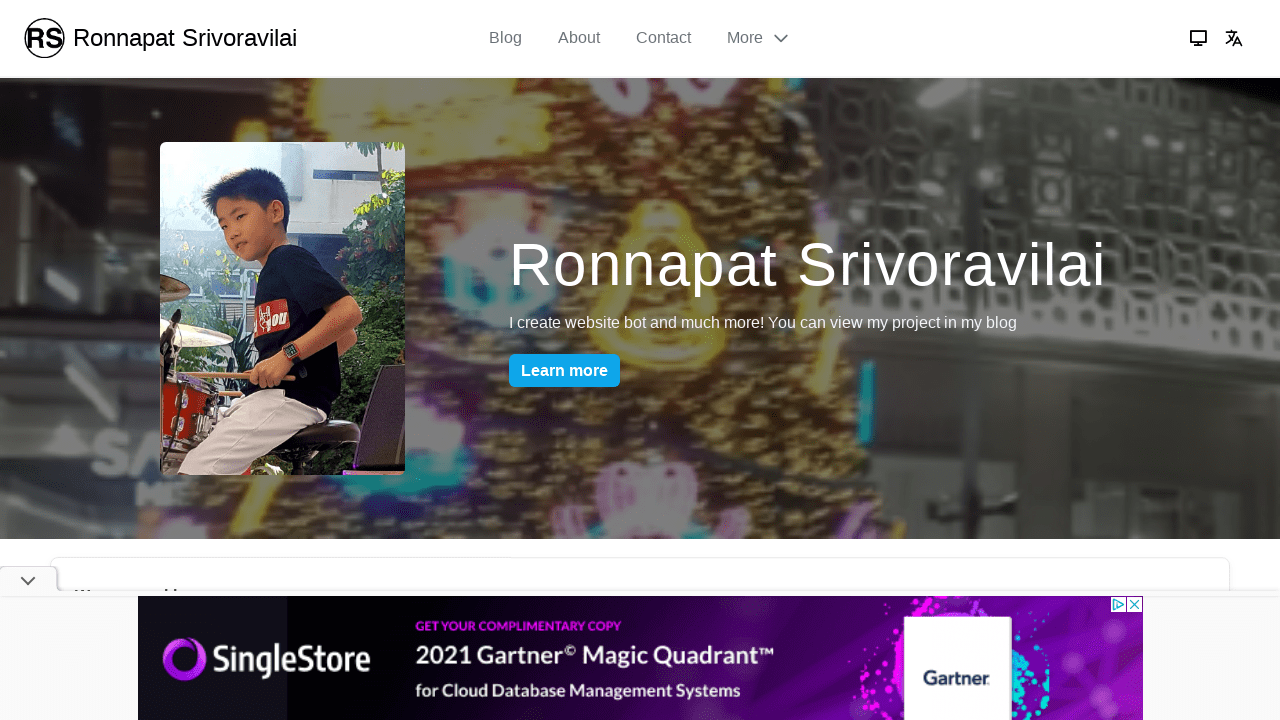 RS Ronnapat Srivoravilai Blog About Contact More
Ronnapat Srivoravilai
I create website bot and much more! You can view my project in my blog
Learn more
GET YOUR COMPLIMENTARY COPY
SingleStore
2021 Gartner© Magic Quadrant™
for Cloud Database Management Systems
Gartner